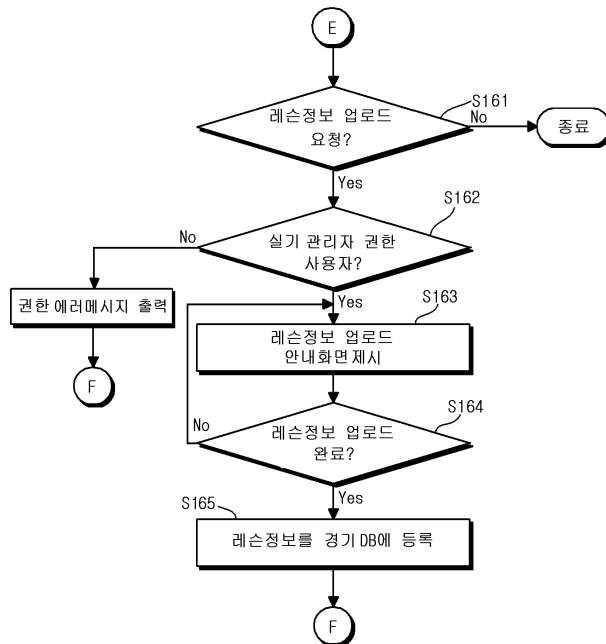 E
레슨정보 업로드
요청?
S161
No
종료
Yes
S162
실기 관리자 권한
사용자?
No
권한 에러메시지 출력
F
Yes
S163
레슨정보 업로드
안내화면제시
S164
레슨정보 업로드
완료?
No
Yes
S165
레슨정보를 경기 DB에 등록
F